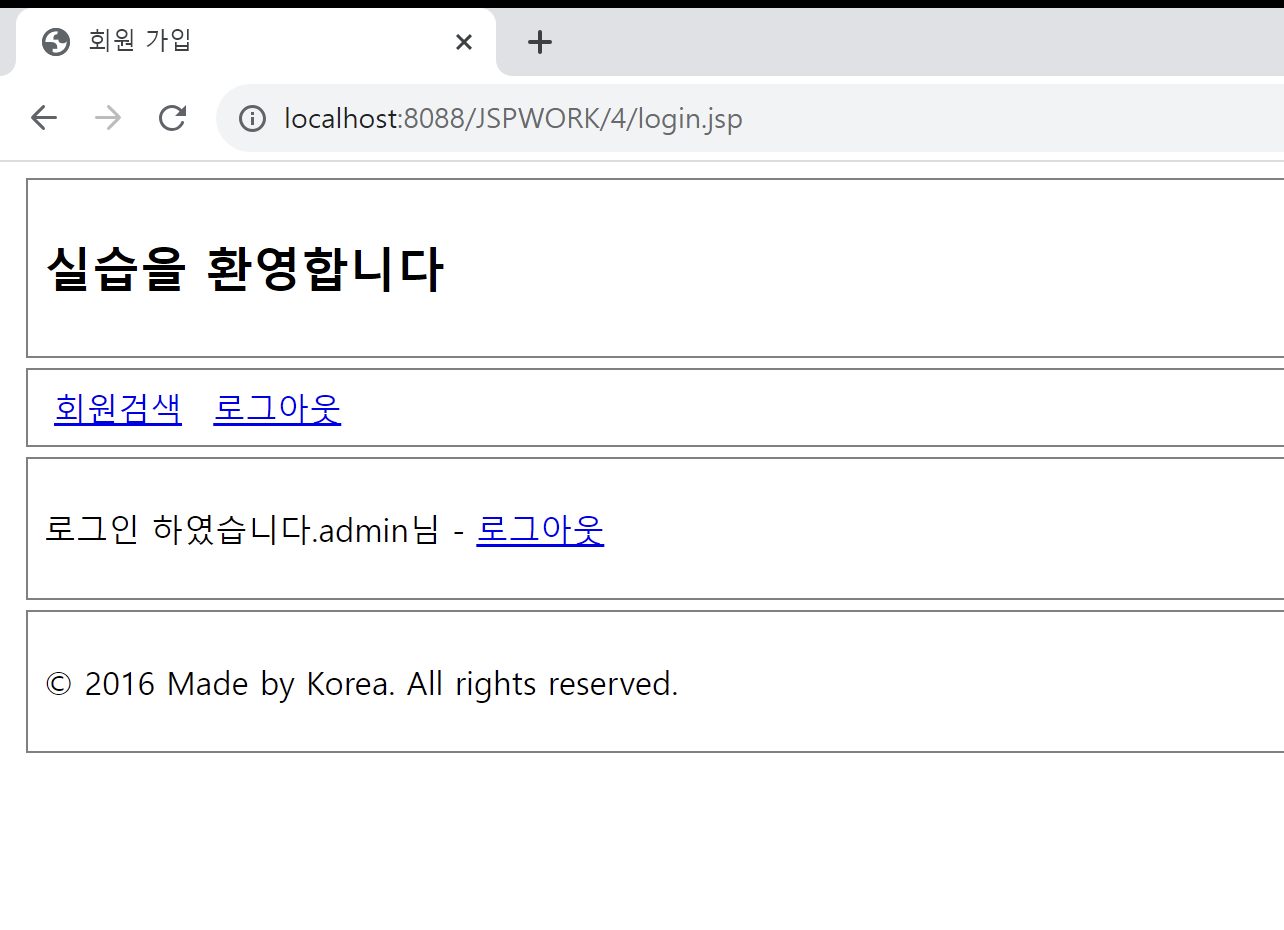 회원 가입
localhost:8088/JSPWORK/4/login.jsp
실습을 환영합니다
회원검색 로그아웃
로그인 하였습니다.admin님 - 로그아웃
© 2016 Made by Korea. All rights reserved.